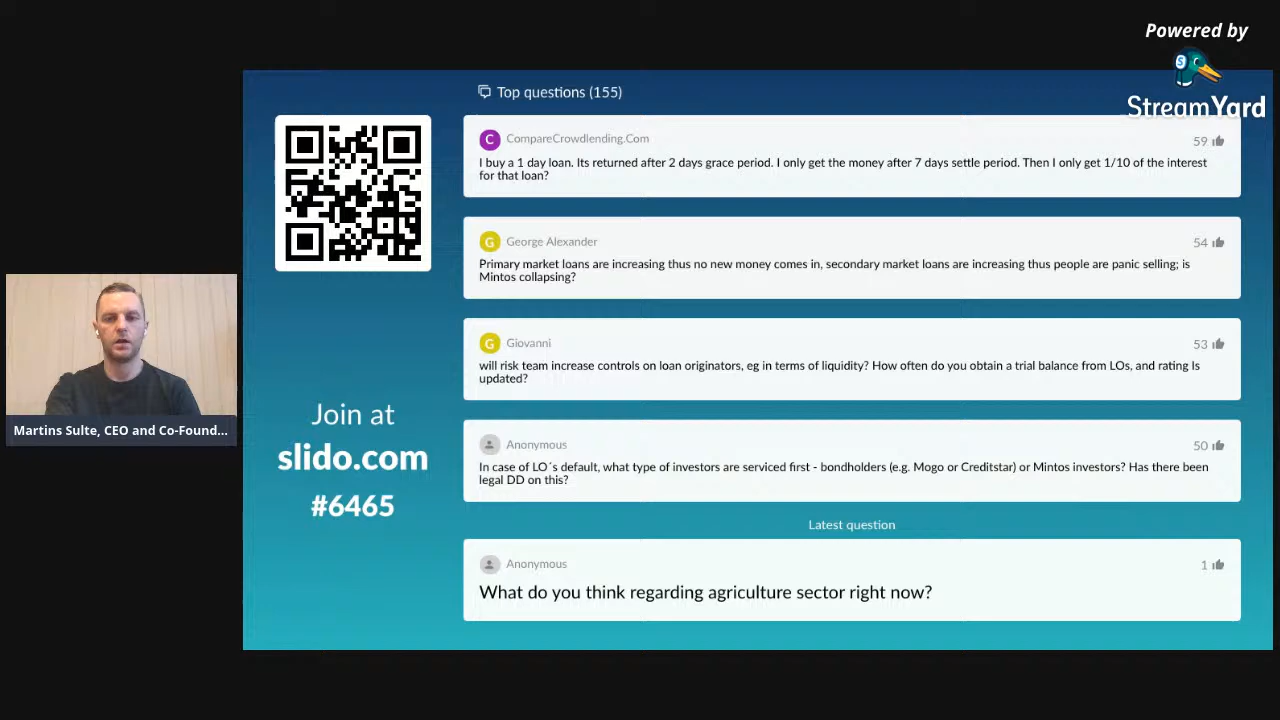 Powered by
StreamYard
Top questions (155)
C
CompareCrowdlending.Com
59
I buy a 1 day loan. Its returned after 2 days grace period. I only get the money after 7 days settle period. Then I only get 1/10 of the interest
for that loan?
G
George Alexander
54
Primary market loans are increasing thus no new money comes in, secondary market loans are increasing thus people are panic selling; is
Mintos collapsing?
G
Giovanni
53
will risk team increase controls on loan originators, eg in terms of liquidity? How often do you obtain a trial balance from LOs, and rating Is
updated?
Anonymous
50
In case of LO´s default, what type of investors are serviced first - bondholders (e.g. Mogo or Creditstar) or Mintos investors? Has there been
legal DD on this?
Latest question
Anonymous
1
What do you think regarding agriculture sector right now?
Join at
slido.com
#6465
Martins Sulte, CEO and Co-Found...